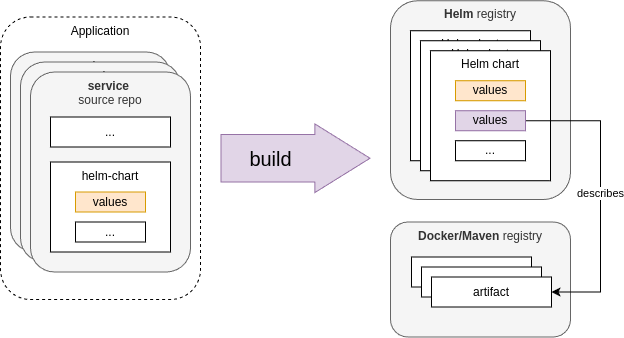 Application
service
source repo
...
helm-chart
values
...
build
Helm registry
Helm chart
values
values
...
describes
Docker/Maven registry
artifact